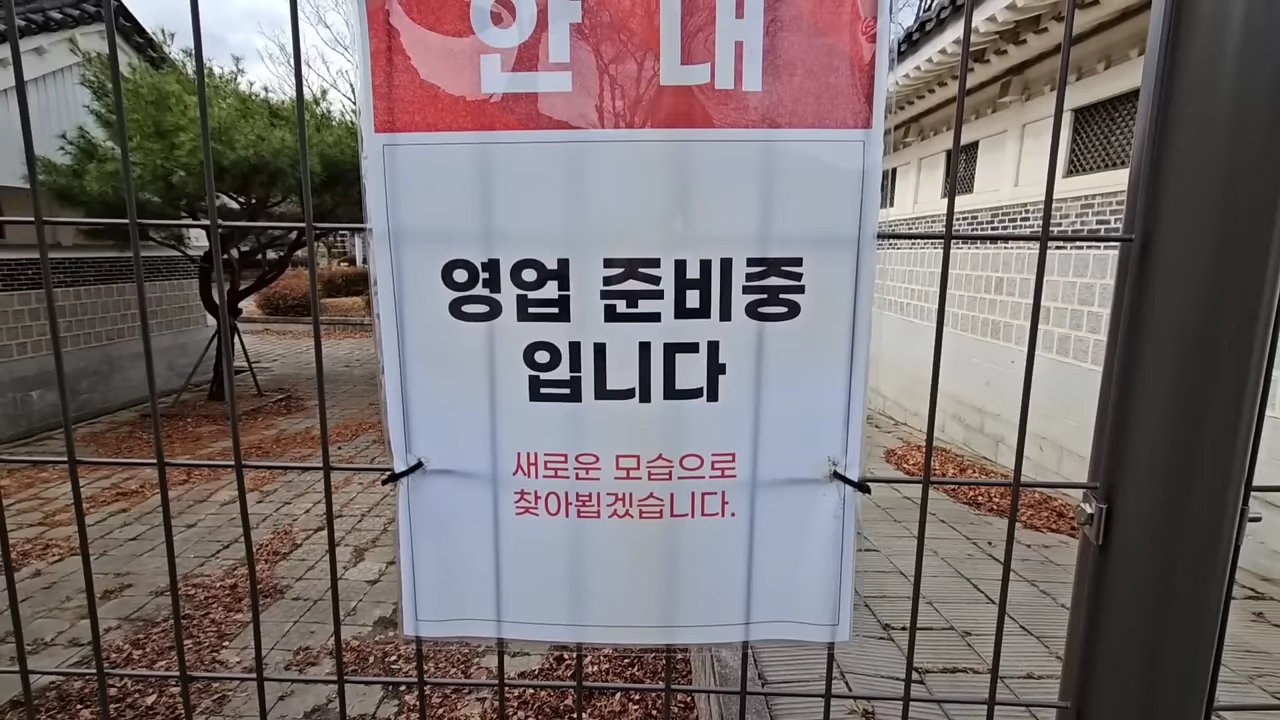 안내
영업 준비중
입니다
새로운 모습으로
찾아뵙겠습니다.